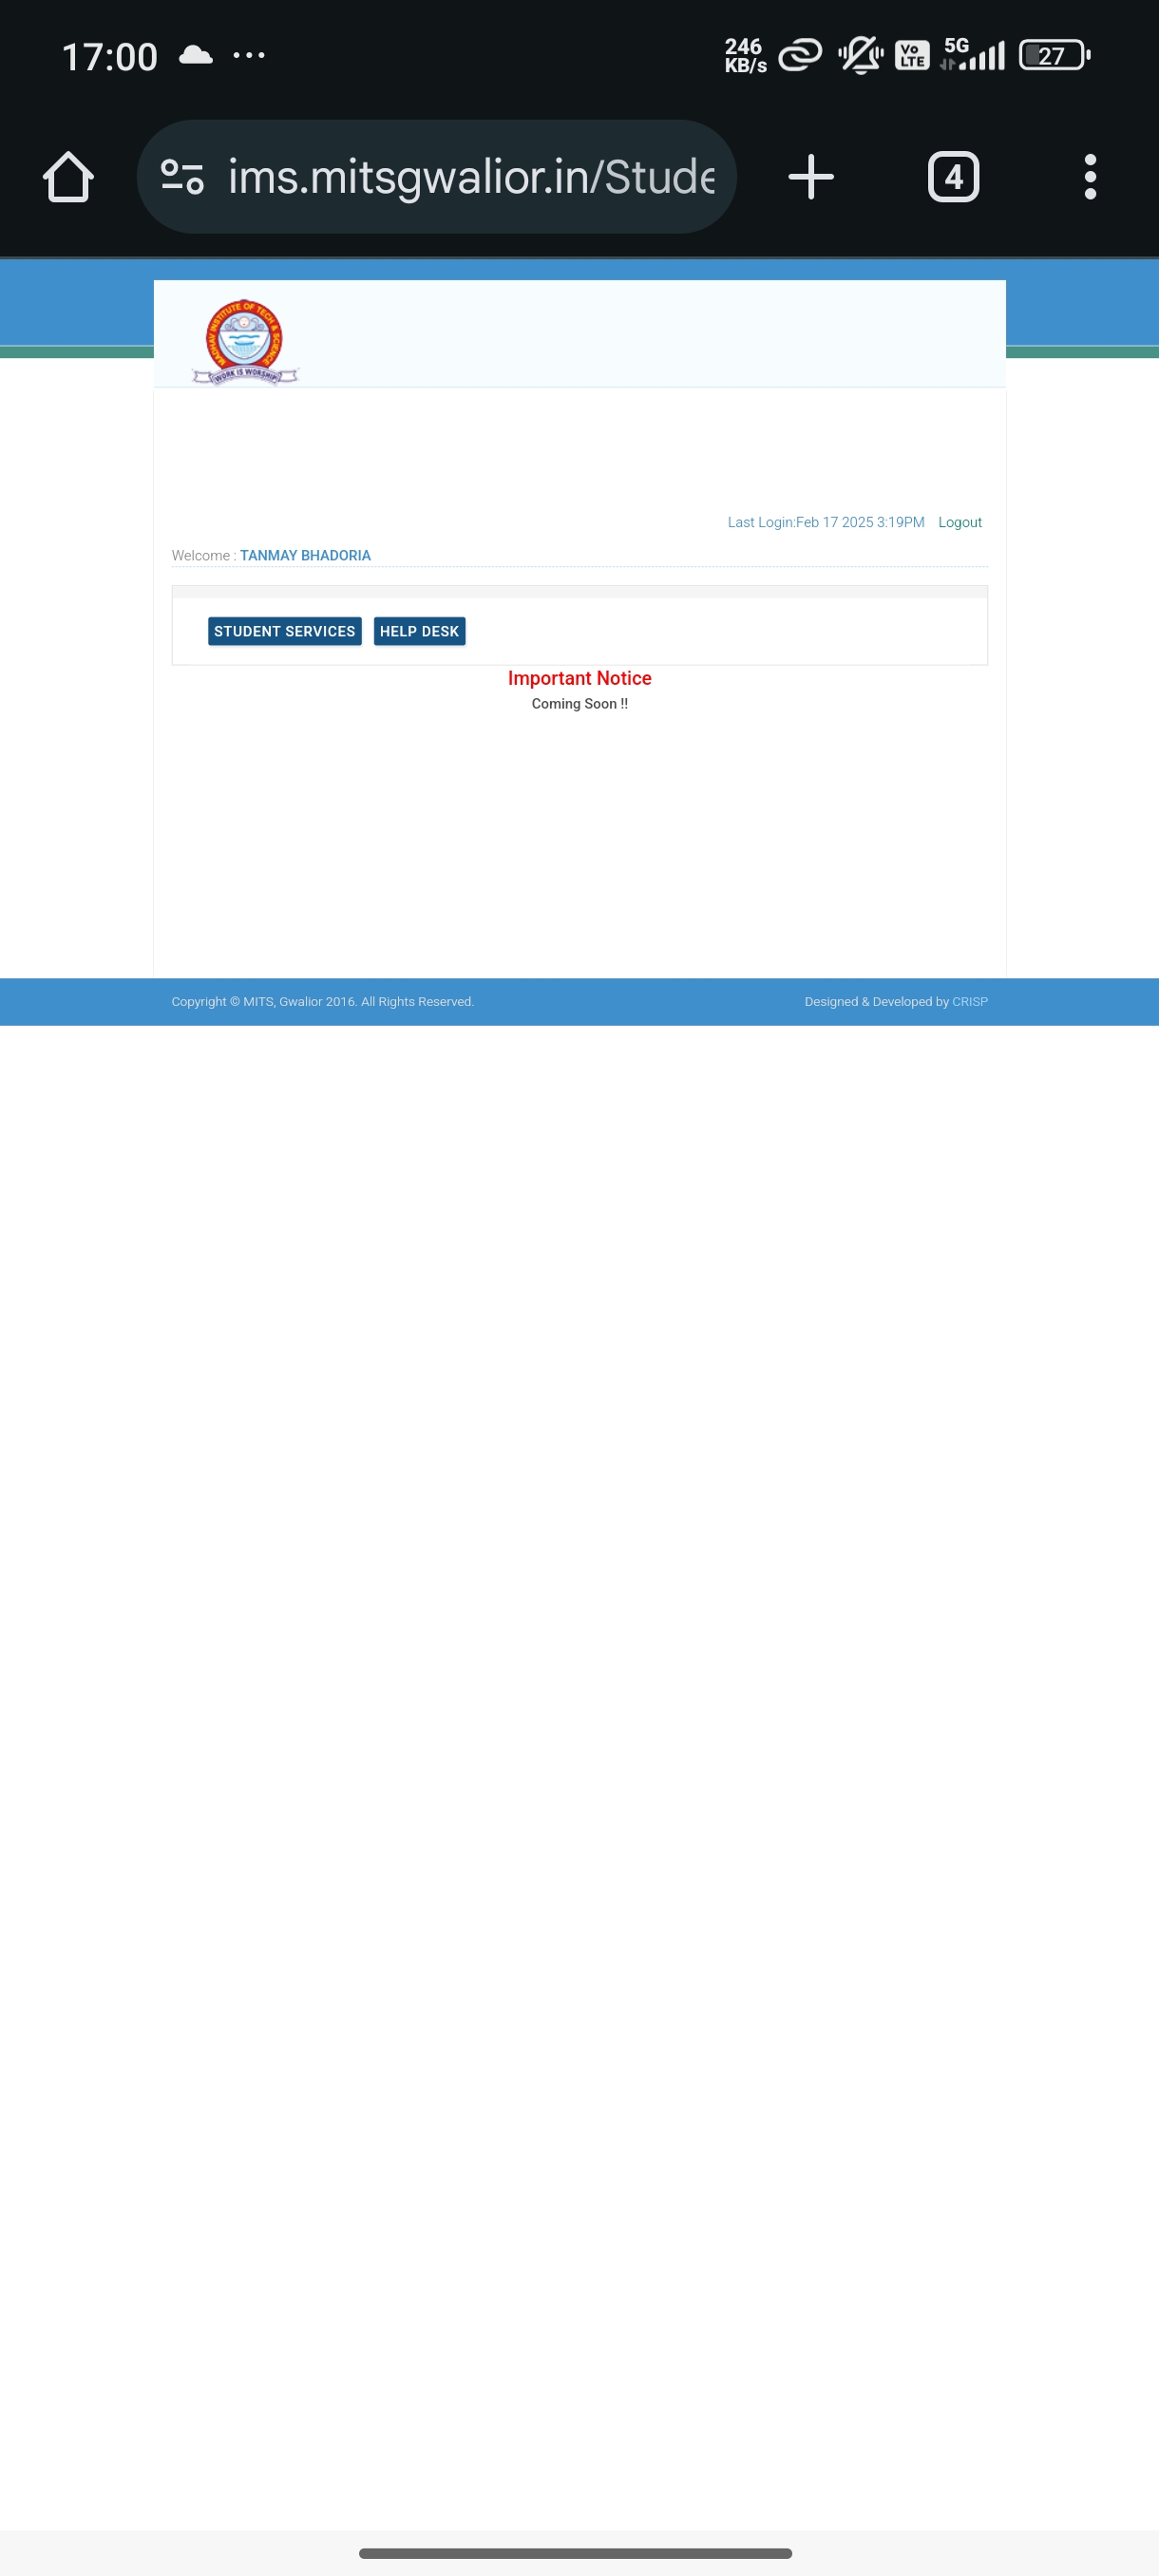 17:00 ... 246 KB/s Vo LTE 5G 27
ims.mitsgwalior.in/Stude 4
MADHAV INSTITUTE OF TECH & SCIENCE
WORK IS WORSHIP
Last Login:Feb 17 2025 3:19PM Logout
Welcome : TANMAY BHADORIA
STUDENT SERVICES HELP DESK
Important Notice
Coming Soon !!
Copyright © MITS, Gwalior 2016. All Rights Reserved. Designed & Developed by CRISP